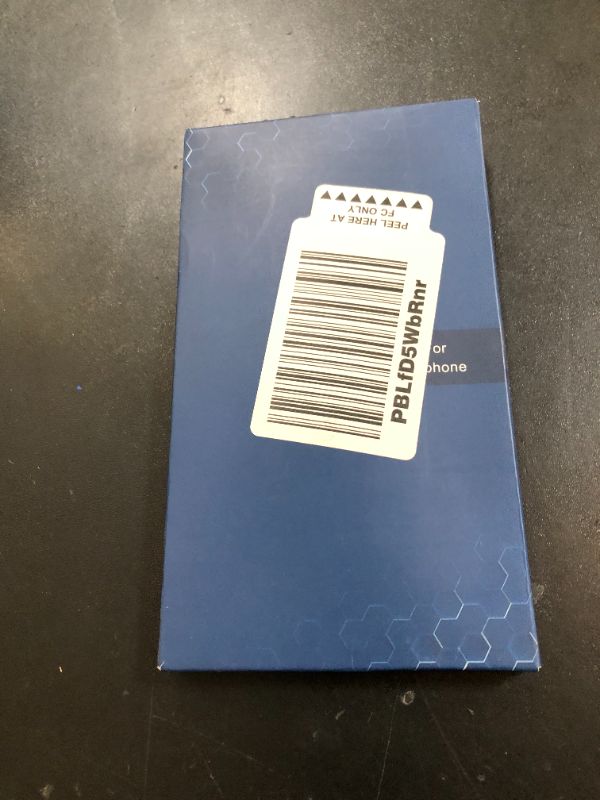 PEEL HERE AT
FC ONLY
PBLfD5WbRnr
or
phone